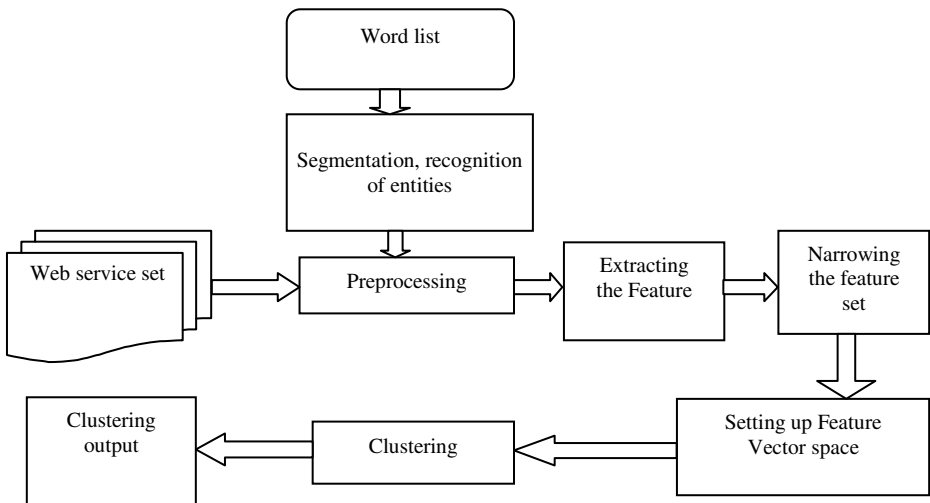 Word list
Segmentation, recognition
of entities
Web service set
Preprocessing
Extracting
the Feature
Narrowing
the feature
set
Setting up Feature
Vector space
Clustering
Clustering
output